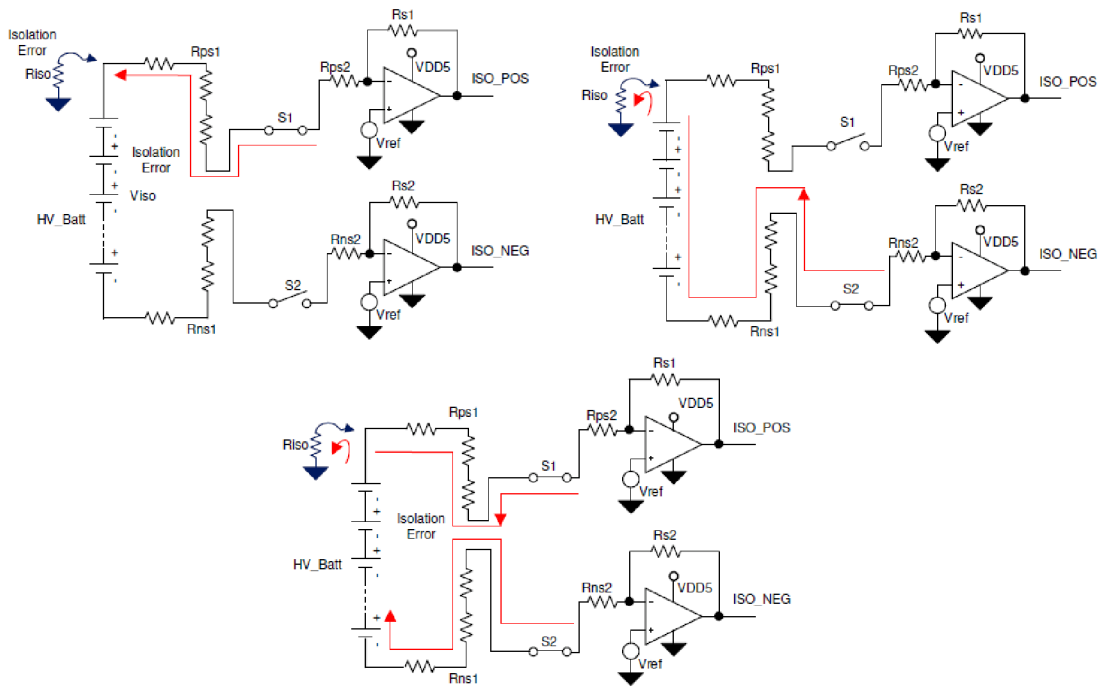 Isolation
Error
Riso
Rps1
Rps2
Rs1
VDD5
ISO_POS
S1
Vref
Isolation
Error
+
-
+
-
+
-
Viso
HV_Batt
+
-
Rs2
VDD5
Rns2
ISO_NEG
S2
Vref
Rns1
-
+
-
+
Isolation
Error
Riso
Rps1
Rps2
Rs1
VDD5
ISO_POS
S1
Vref
+
-
+
-
+
-
HV_Batt
+
-
Rs2
VDD5
Rns2
ISO_NEG
S2
Vref
Rns1
-
+
-
+
Riso
Rps1
Rps2
Rs1
VDD5
ISO_POS
S1
Vref
Isolation
Error
-
+
-
+
-
HV_Batt
+
-
Rs2
VDD5
Rns2
ISO_NEG
S2
Vref
Rns1
-
+
-
+